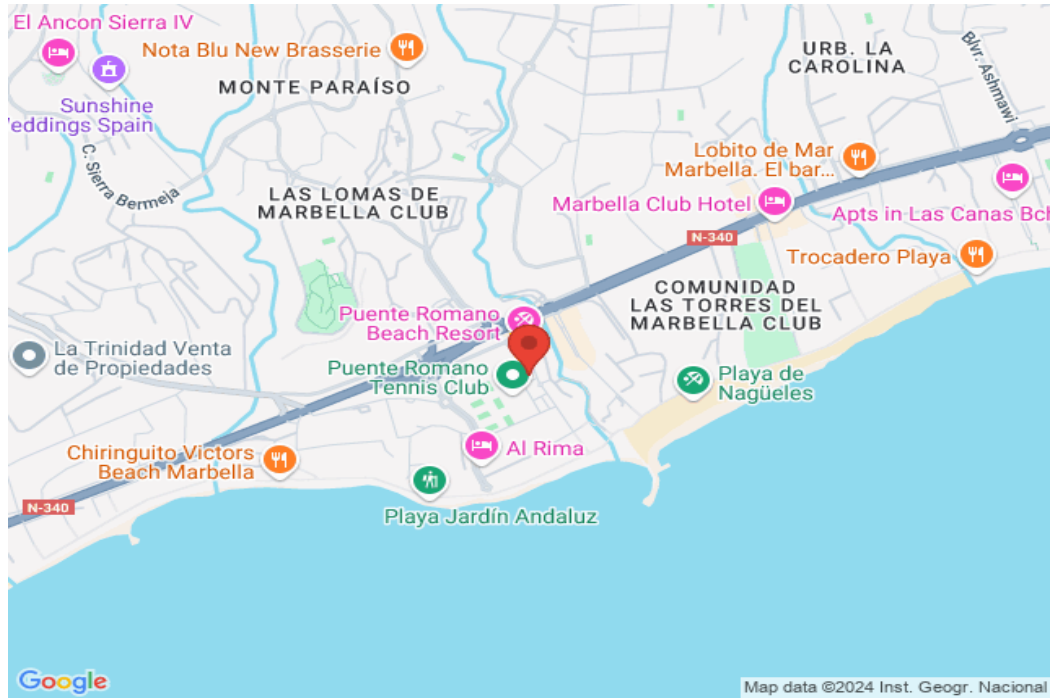 El Ancon Sierra IV
Nota Blu New Brasserie
URB. LA
CAROLINA
Blvr. Ashmawi
Sunshine
Weddings Spain
MONTE PARAÍSO
C. Sierra Bermeja
Lobito de Mar
Marbella. El bar...
LAS LOMAS DE
MARBELLA CLUB
Marbella Club Hotel
Apts in Las Canas Bch
N-340
Trocadero Playa
COMUNIDAD
LAS TORRES DEL
MARBELLA CLUB
Puente Romano
Beach Resort
La Trinidad Venta
de Propiedades
Puente Romano
Tennis Club
Playa de
Nagüeles
Chiringuito Victors
Beach Marbella
Al Rima
N-340
Playa Jardín Andaluz
Google
Map data ©2024 Inst. Geogr. Nacional